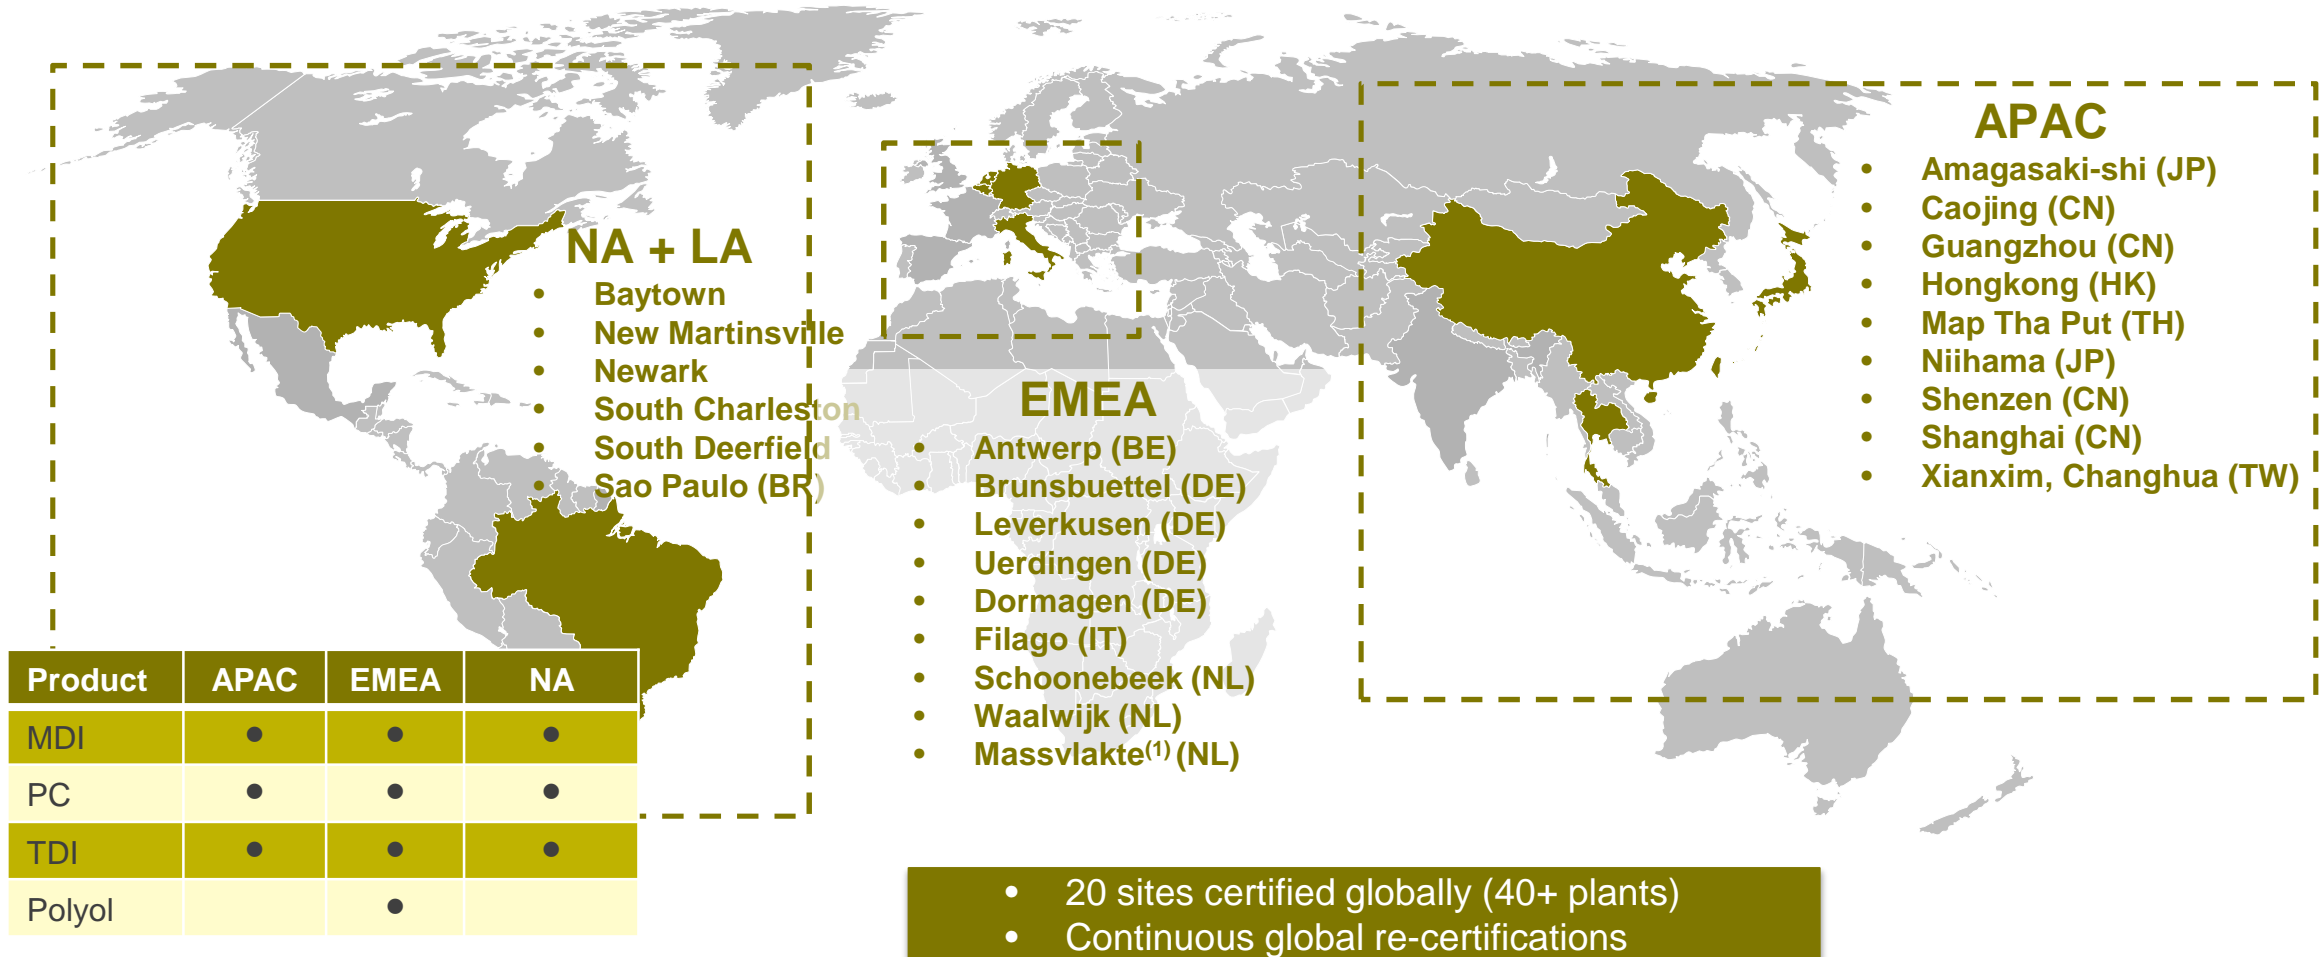 NA + LA
• Baytown
• New Martinsville
• Newark
• South Charleston
• South Deerfield
• Sao Paulo (BR)
EMEA
• Antwerp (BE)
• Brunsbuettel (DE)
• Leverkusen (DE)
• Uerdingen (DE)
• Dormagen (DE)
• Filago (IT)
• Schoonebeek (NL)
• Waalwijk (NL)
• Massvlakte(1) (NL)
APAC
• Amagasaki-shi (JP)
• Caojing (CN)
• Guangzhou (CN)
• Hongkong (HK)
• Map Tha Put (TH)
• Niihama (JP)
• Shenzen (CN)
• Shanghai (CN)
• Xianxim, Changhua (TW)
Product APAC EMEA NA
MDI • • •
PC • • •
TDI • • •
Polyol •
• 20 sites certified globally (40+ plants)
• Continuous global re-certifications